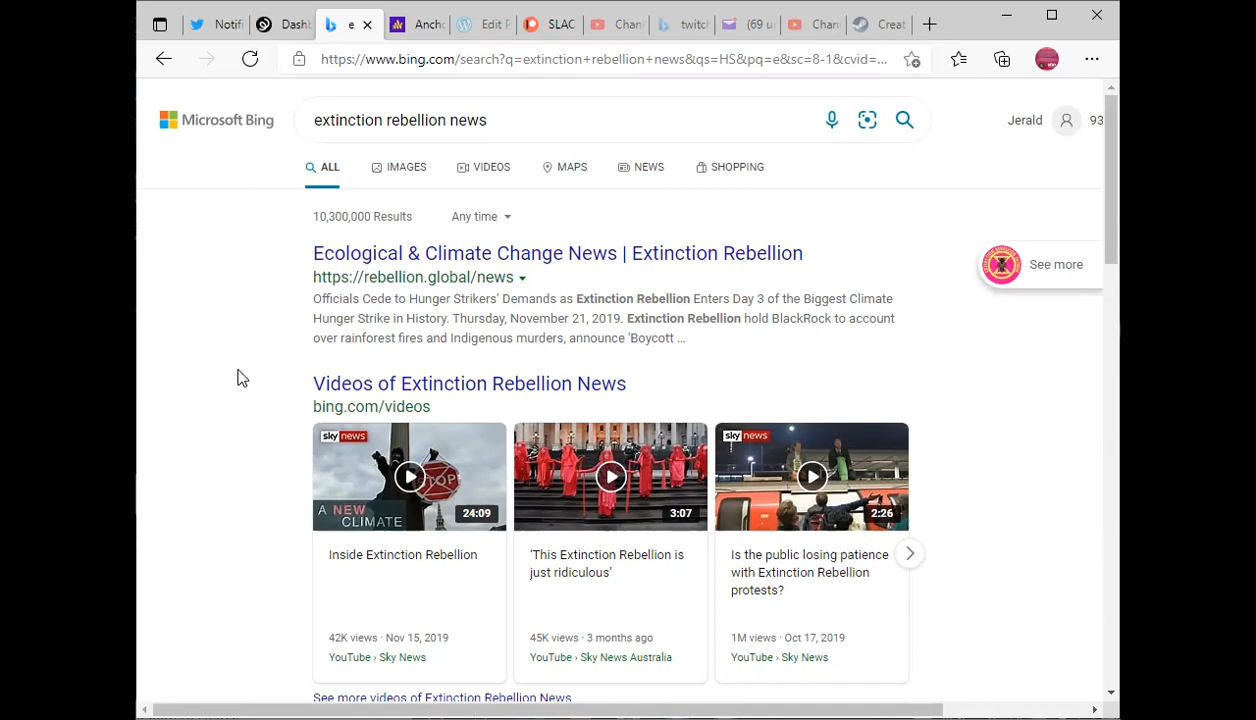 Notifi
Dashb
e
Ancho
Edit P
SLAC
Chan
twitch
(69 u
Chan
Creat
https://www.bing.com/search?q=extinction+rebellion+news&qs=HS&pq=e&sc=8-1&cvid=...
Microsoft Bing
extinction rebellion news
Jerald
93
ALL
IMAGES
VIDEOS
MAPS
NEWS
SHOPPING
10,300,000 Results
Any time
Ecological & Climate Change News | Extinction Rebellion
https://rebellion.global/news
See more
Officials Cede to Hunger Strikers' Demands as Extinction Rebellion Enters Day 3 of the Biggest Climate
Hunger Strike in History. Thursday, November 21, 2019. Extinction Rebellion hold BlackRock to account
over rainforest fires and Indigenous murders, announce 'Boycott ...
Videos of Extinction Rebellion News
bing.com/videos
sky news
STOP
A NEW
CLIMATE
24:09
3:07
sky news
2:26
Inside Extinction Rebellion
42K views · Nov 15, 2019
YouTube › Sky News
'This Extinction Rebellion is
just ridiculous'
45K views · 3 months ago
YouTube › Sky News Australia
Is the public losing patience
with Extinction Rebellion
protests?
1M views · Oct 17, 2019
YouTube › Sky News
See more videos of Extinction Rebellion News